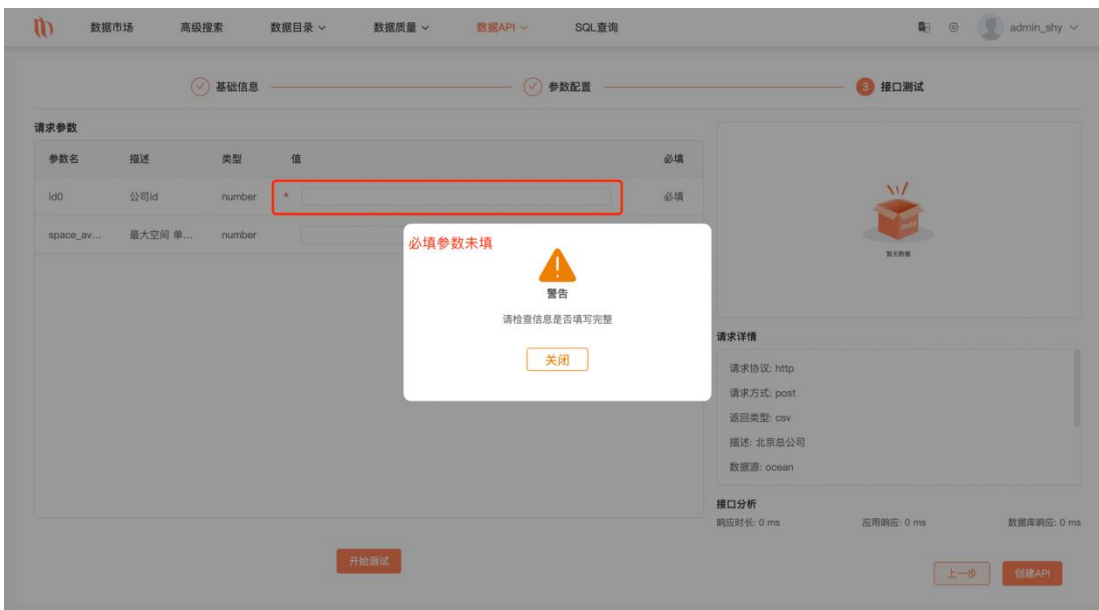 数据市场 高级搜索 数据目录 数据质量 数据API SQL查询 admin_shy
基础信息 参数配置 3 接口测试
请求参数
参数名 描述 类型 值 必填
id0 公司id number * 必填
space_av... 最大空间 单... number
必填参数未填
警告
请检查信息是否填写完整
关闭
Data
暂无数据
请求详情
请求协议: http
请求方式: post
返回类型: csv
描述: 北京总公司
数据源: ocean
接口分析
响应时长: 0 ms 应用响应: 0 ms 数据库响应: 0 ms
开始测试
上一步 创建API